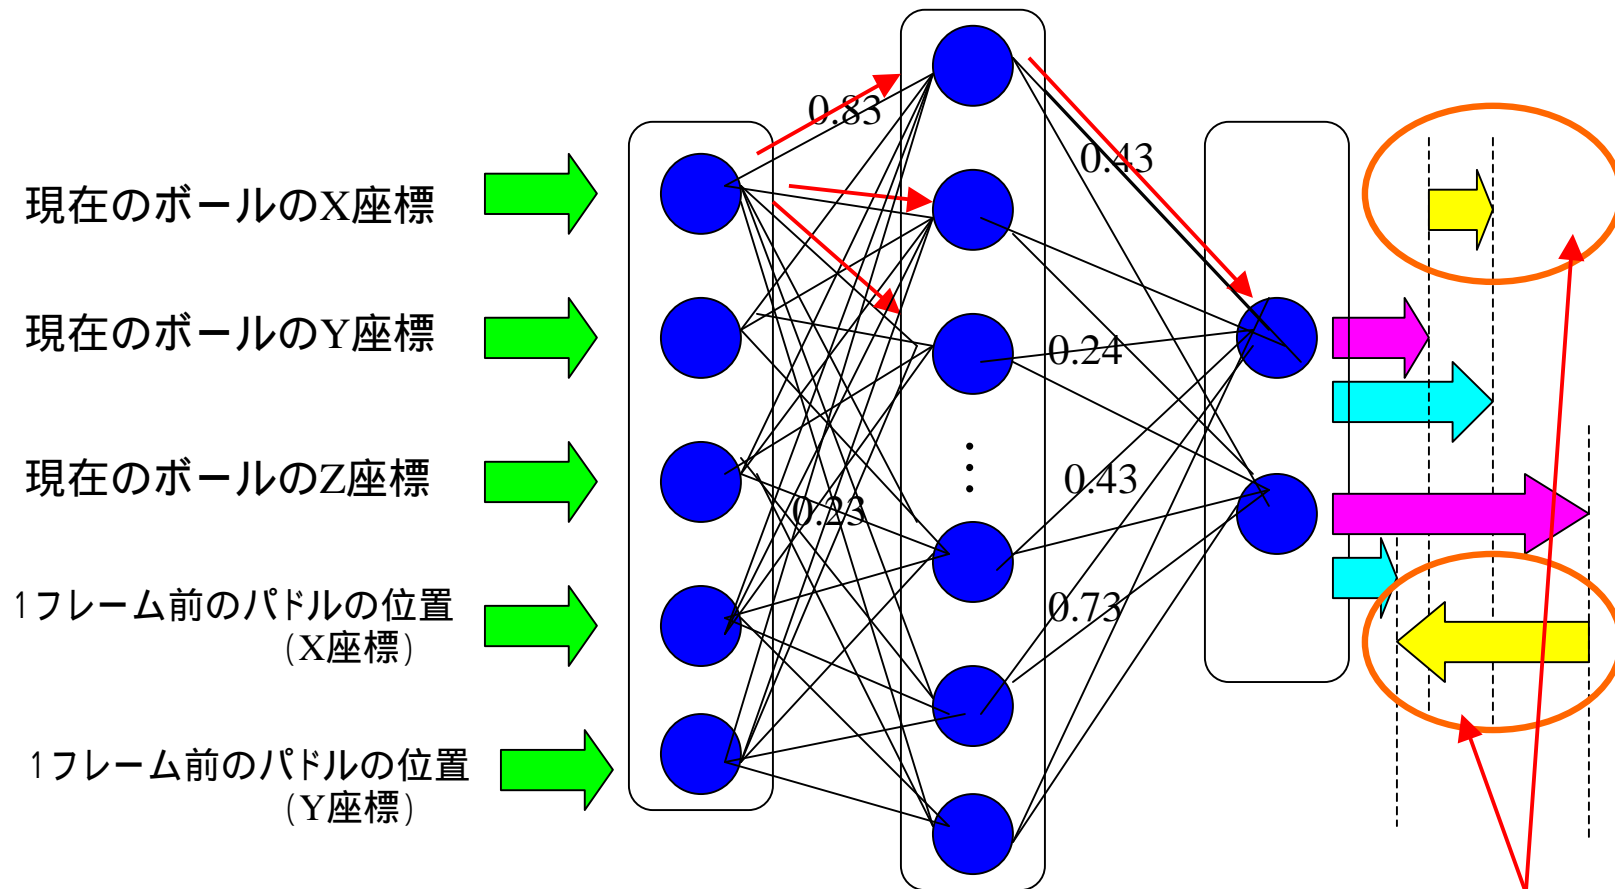 現在のボールのX座標
現在のボールのY座標
現在のボールのZ座標
1フレーム前のパドルの位置
(X座標)
1フレーム前のパドルの位置
(Y座標)
0.83
0.23
0.43
0.24
⋮
0.43
0.73